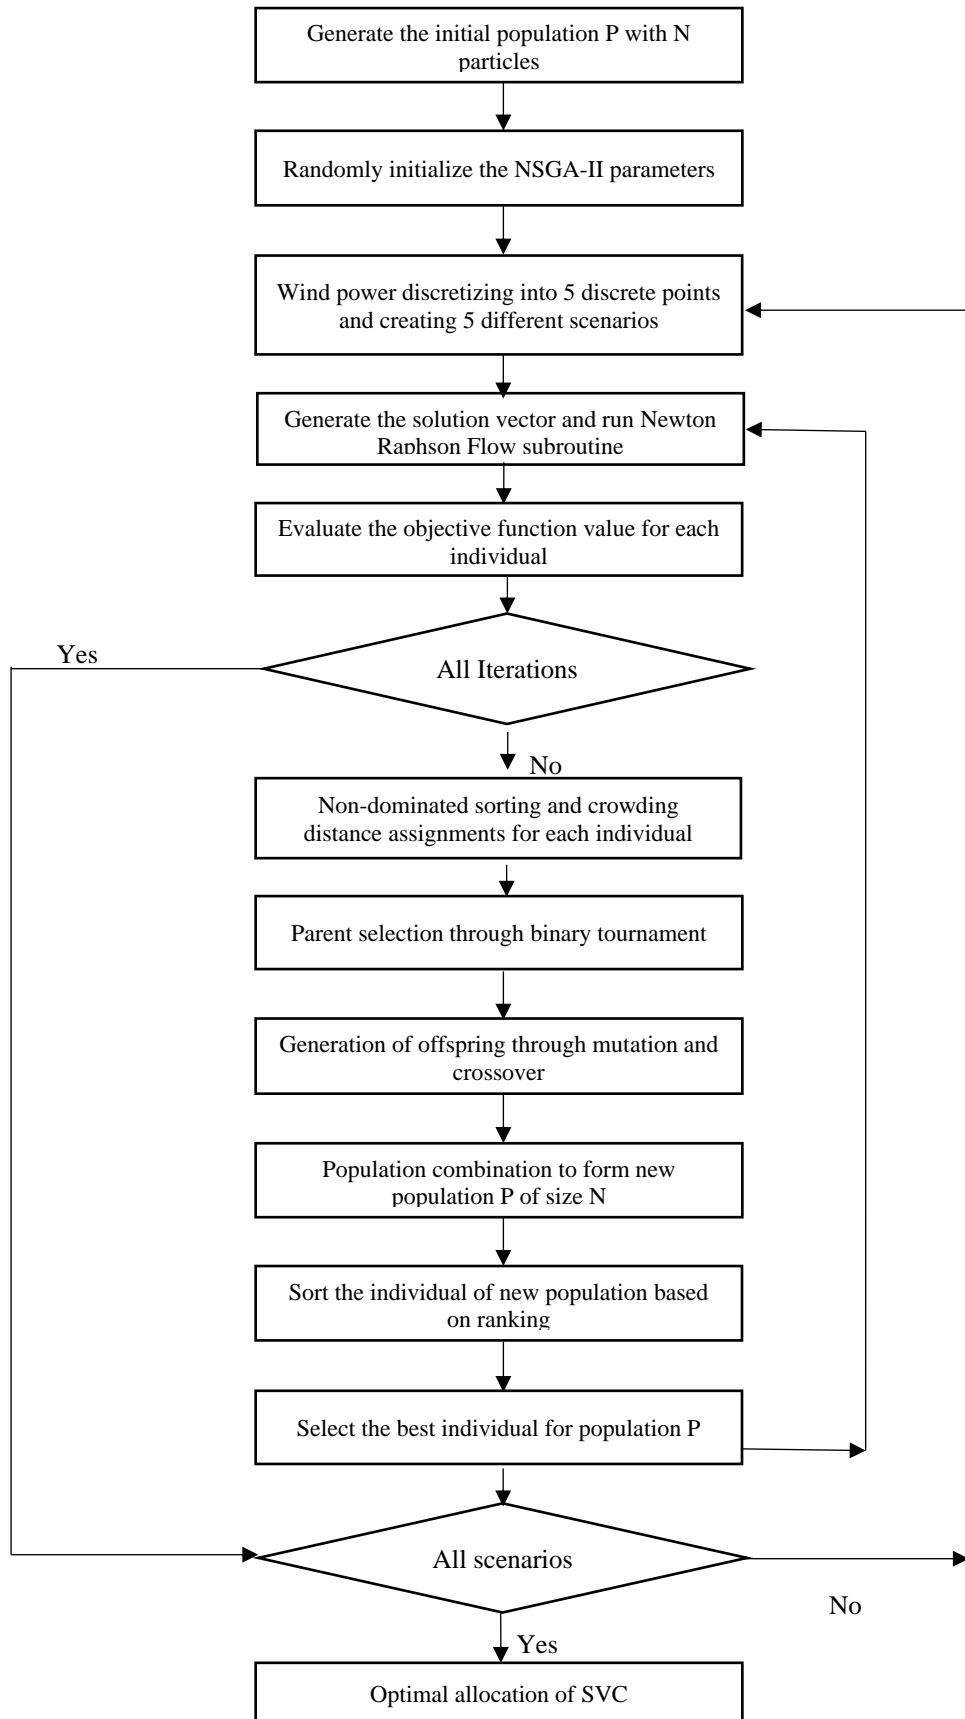 Generate the initial population P with N
particles
Randomly initialize the NSGA-II parameters
Wind power discretizing into 5 discrete points
and creating 5 different scenarios
Generate the solution vector and run Newton
Raphson Flow subroutine
Evaluate the objective function value for each
individual
Yes
All Iterations
No
Non-dominated sorting and crowding
distance assignments for each individual
Parent selection through binary tournament
Generation of offspring through mutation and
crossover
Population combination to form new
population P of size N
Sort the individual of new population based
on ranking
Select the best individual for population P
All scenarios
No
Yes
Optimal allocation of SVC